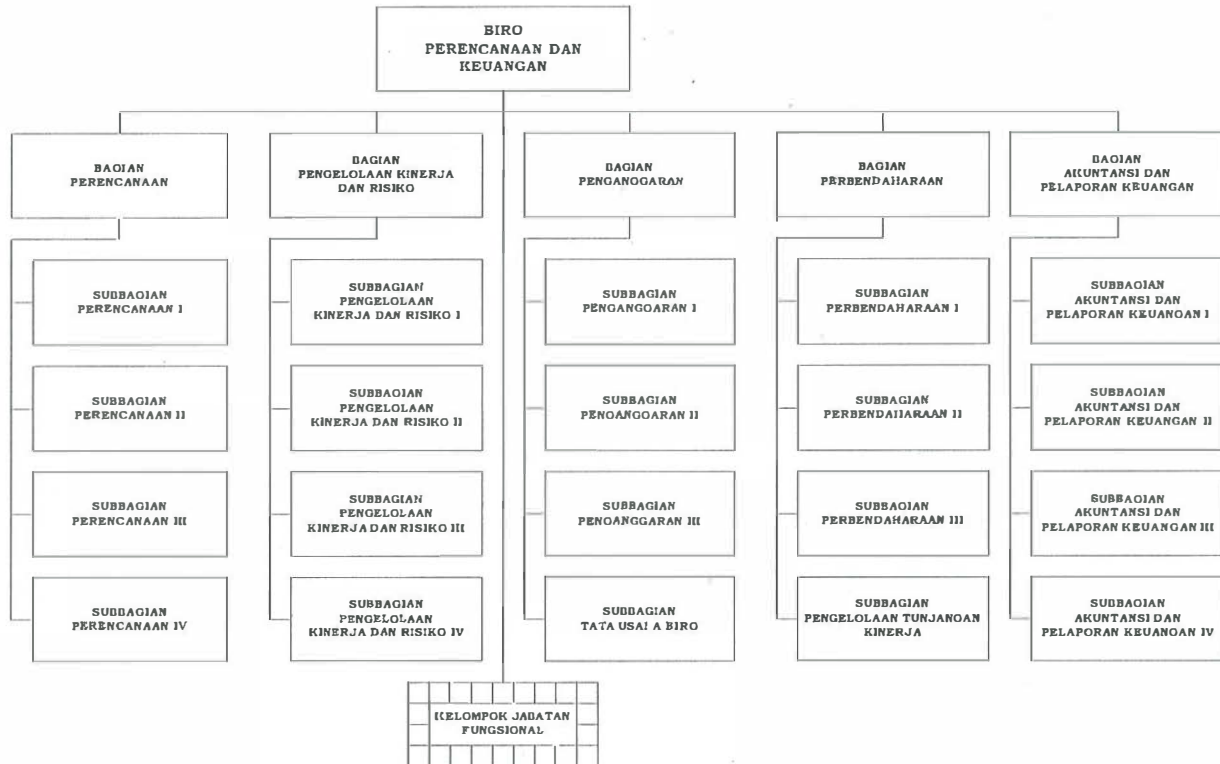 BIRO
PERENCANAAN DAN
KEUANGAN
BAGIAN
PERENCANAAN
BAGIAN
PENGELOLAAN KINERJA
DAN RISIKO
BAGIAN
PENGANGGARAN
BAGIAN
PERBENDAHARAAN
BAGIAN
AKUNTANSI DAN
PELAPORAN KEUANGAN
SUBBAGIAN
PERENCANAAN I
SUBBAGIAN
PENGELOLAAN
KINERJA DAN RISIKO I
SUBBAGIAN
PENGANGGARAN I
SUBBAGIAN
PERBENDAHARAAN I
SUBBAGIAN
AKUNTANSI DAN
PELAPORAN KEUANGAN I
SUBBAGIAN
PERENCANAAN II
SUBBAGIAN
PENGELOLAAN
KINERJA DAN RISIKO II
SUBBAGIAN
PENGANGGARAN II
SUBBAGIAN
PERBENDAHARAAN II
SUBBAGIAN
AKUNTANSI DAN
PELAPORAN KEUANGAN II
SUBBAGIAN
PERENCANAAN III
SUBBAGIAN
PENGELOLAAN
KINERJA DAN RISIKO III
SUBBAGIAN
PENGANGGARAN III
SUBBAGIAN
PERBENDAHARAAN III
SUBBAGIAN
AKUNTANSI DAN
PELAPORAN KEUANGAN III
SUBBAGIAN
PERENCANAAN IV
SUBBAGIAN
PENGELOLAAN
KINERJA DAN RISIKO IV
SUBBAGIAN
TATA USAHA BIRO
SUBBAGIAN
PENGELOLAAN TUNJANGAN
KINERJA
SUBBAGIAN
AKUNTANSI DAN
PELAPORAN KEUANGAN IV
KELOMPOK JABATAN
FUNGSIONAL